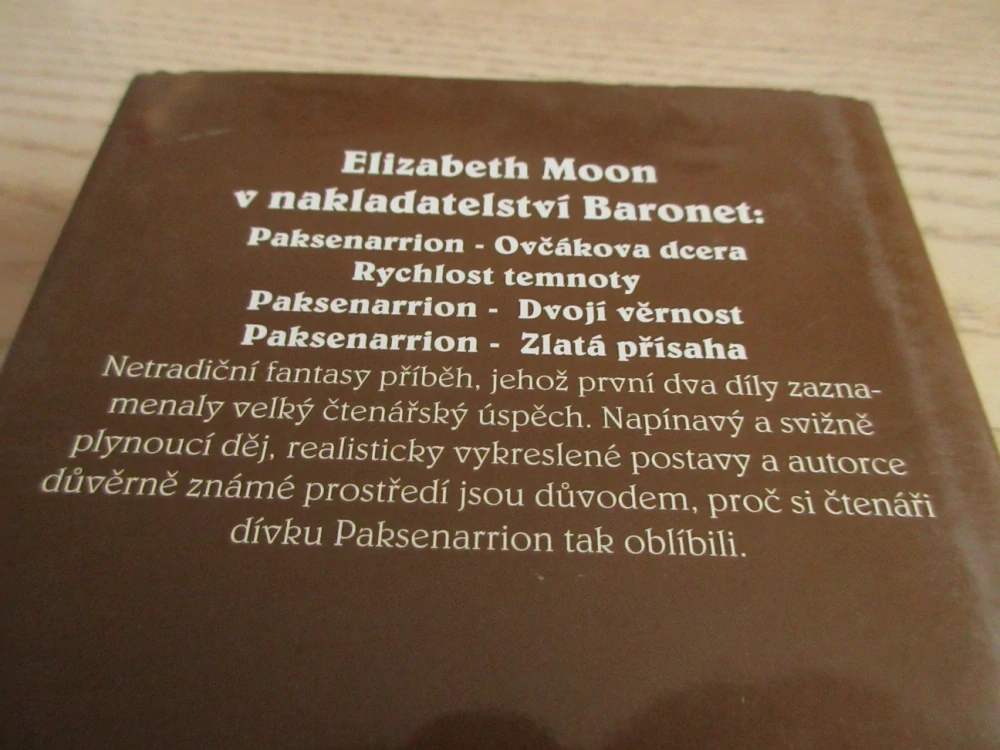 Elizabeth Moon
v nakladatelství Baronet:
Paksenarrion - Ovčákova dcera
Rychlost temnoty
Paksenarrion - Dvojí věrnost
Paksenarrion - Zlatá přísaha
Netradiční fantasy příběh, jehož první dva díly zazna-
menaly velký čtenářský úspěch. Napínavý a svižně
plynoucí děj, realisticky vykreslené postavy a autorce
důvěrně známé prostředí jsou důvodem, proč si čtenáři
dívku Paksenarrion tak oblíbili.